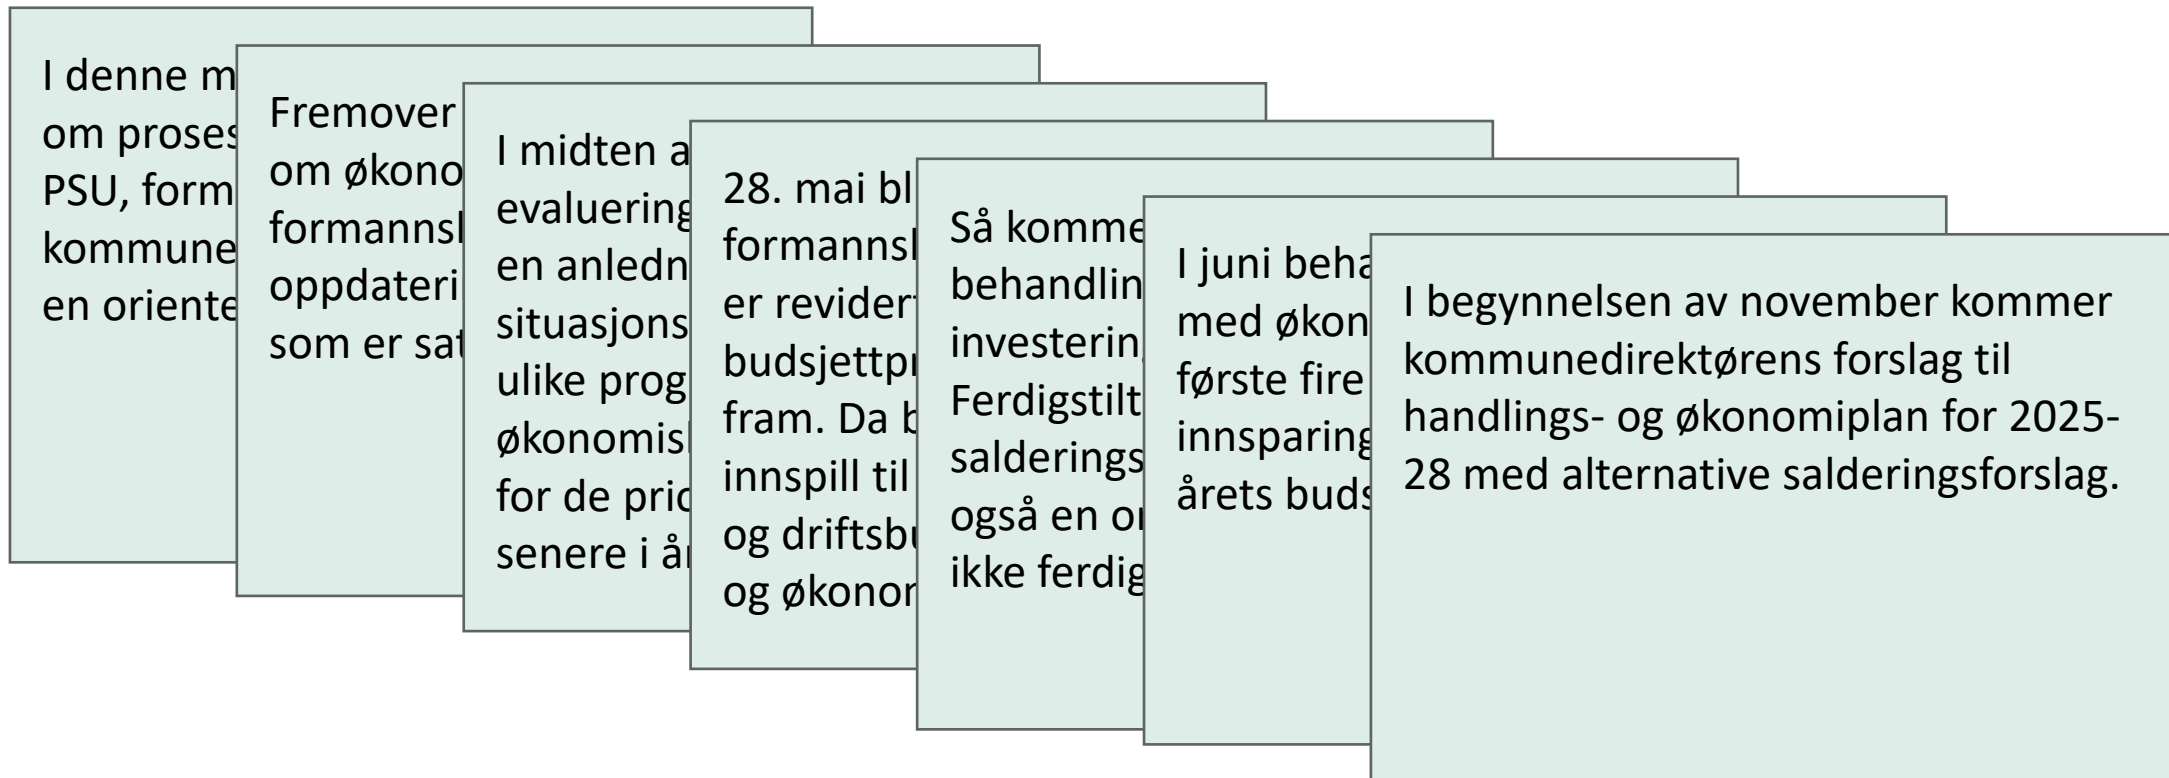 I denne m
om proses
PSU, form
kommune
en oriente
Fremover
om økono
formannsk
oppdateri
som er sat
I midten a
evaluering
en anledn
situasjons
ulike prog
økonomisk
for de prio
senere i år
28. mai bl
formannsk
er revidert
budsjettpr
fram. Da b
innspill til
og driftsbu
og økonom
Så komme
behandlin
investering
Ferdigstilt
salderings
også en or
ikke ferdig
I juni beha
med økon
første fire
innsparing
årets buds
I begynnelsen av november kommer
kommunedirektørens forslag til
handlings- og økonomiplan for 2025-
28 med alternative salderingsforslag.